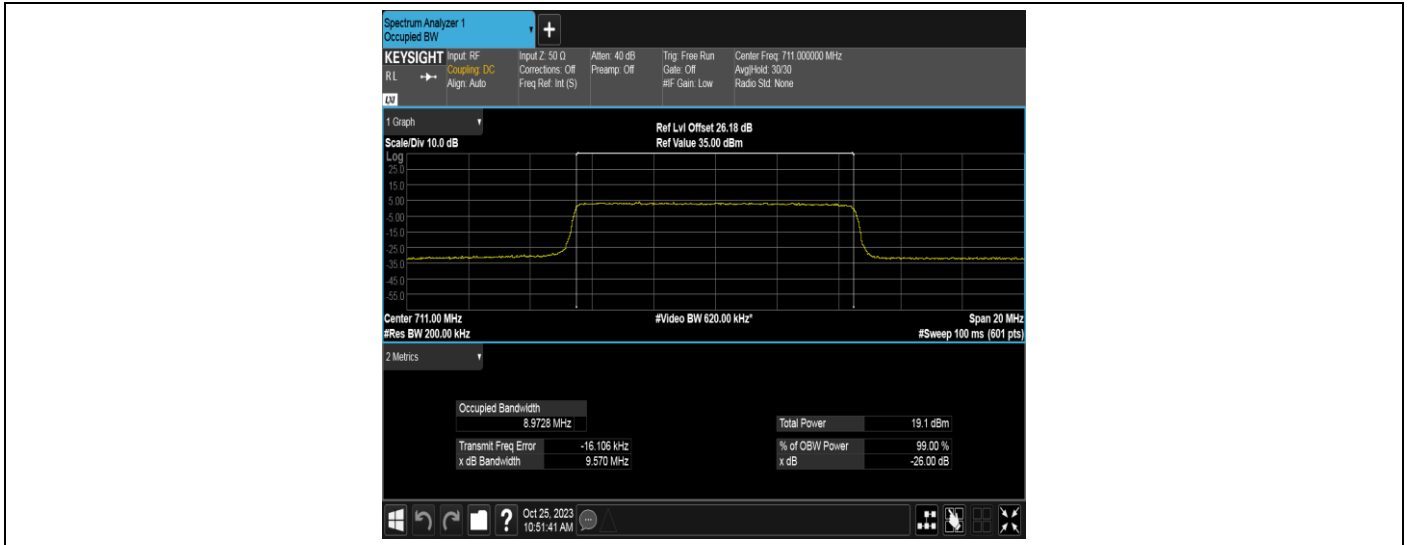 Spectrum Analyzer 1
Occupied BW
+
KEYSIGHT
RL
LXI
Input: RF
Coupling: DC
Align: Auto
Input Z: 50 Ω
Corrections: Off
Freq Ref: Int (S)
Atten: 40 dB
Preamp: Off
Trig: Free Run
Gate: Off
#IF Gain: Low
Center Freq: 711.000000 MHz
Avg|Hold: 30/30
Radio Std: None
1 Graph
Scale/Div 10.0 dB
Ref Lvl Offset 26.18 dB
Ref Value 35.00 dBm
Log
25.0
15.0
5.00
-5.00
-15.0
-25.0
-35.0
-45.0
-55.0
Center 711.00 MHz
#Res BW 200.00 kHz
#Video BW 620.00 kHz*
Span 20 MHz
#Sweep 100 ms (601 pts)
2 Metrics
Occupied Bandwidth
8.9728 MHz
Total Power 19.1 dBm
Transmit Freq Error -16.106 kHz
% of OBW Power 99.00 %
x dB Bandwidth 9.570 MHz
x dB -26.00 dB
?
Oct 25, 2023
10:51:41 AM